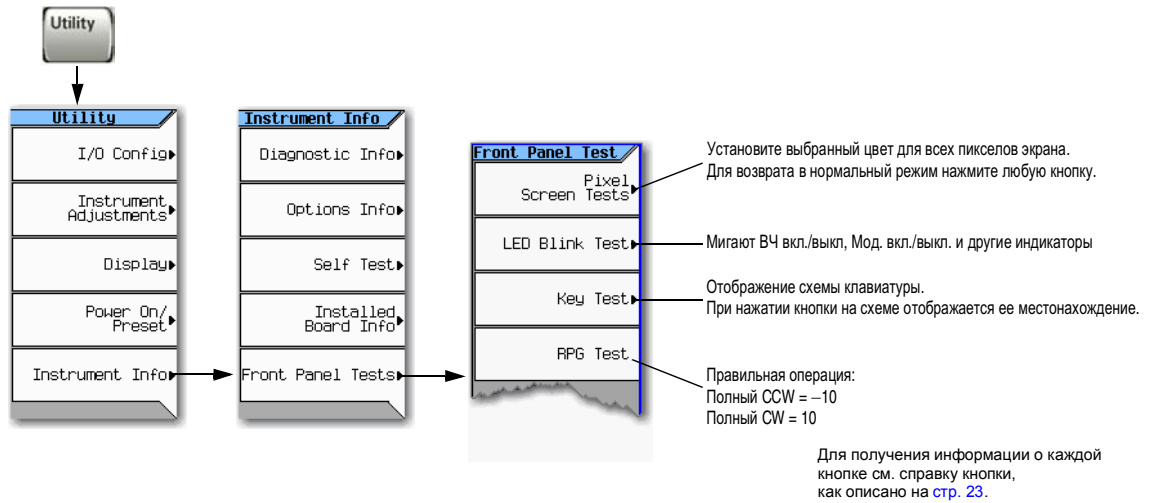 Utility
Utility
I/O Config
Instrument
Adjustments
Display
Power On/
Preset
Instrument Info
Instrument Info
Diagnostic Info
Options Info
Self Test
Installed
Board Info
Front Panel Tests
Front Panel Test
Pixel
Screen Tests
LED Blink Test
Key Test
RPG Test
Установите выбранный цвет для всех пикселов экрана.
Для возврата в нормальный режим нажмите любую кнопку.
Мигают ВЧ вкл./выкл, Мод. вкл./выкл. и другие индикаторы
Отображение схемы клавиатуры.
При нажатии кнопки на схеме отображается ее местонахождение.
Правильная операция:
Полный CCW = –10
Полный CW = 10
Для получения информации о каждой
кнопке см. справку кнопки,
как описано на стр. 23.